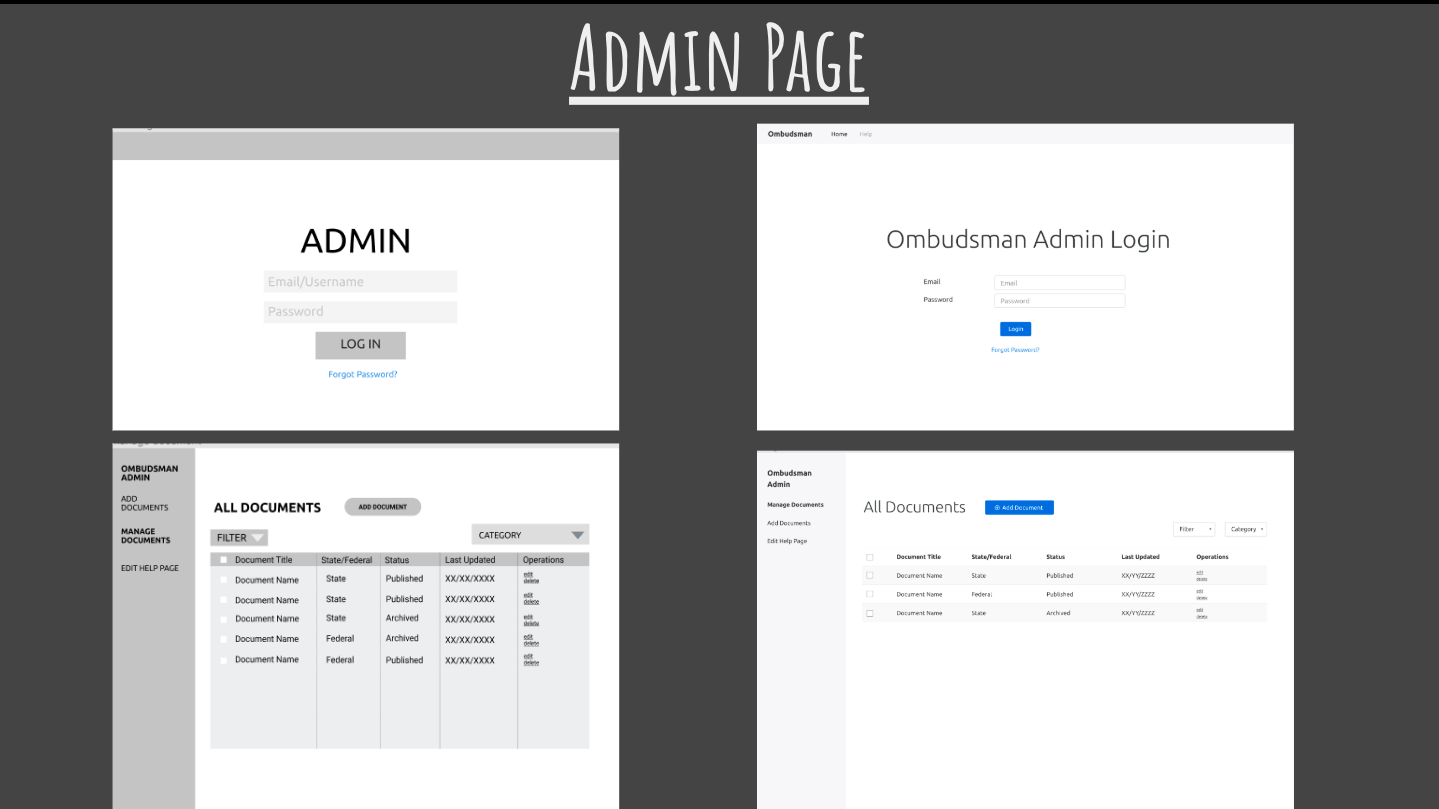 Admin Page
ADMIN
Email/Username
Password
LOG IN
Forgot Password?
Ombudsman Home Help
Ombudsman Admin Login
Email Email
Password Password
Login
Forgot Password?
OMBUDSMAN
ADMIN
ADD
DOCUMENTS
MANAGE
DOCUMENTS
EDIT HELP PAGE
ALL DOCUMENTS ADD DOCUMENT
FILTER CATEGORY
Document Title State/Federal Status Last Updated Operations
Document Name State Published XX/XX/XXXX edit
delete
Document Name State Published XX/XX/XXXX edit
delete
Document Name State Archived XX/XX/XXXX edit
delete
Document Name Federal Archived XX/XX/XXXX edit
delete
Document Name Federal Published XX/XX/XXXX edit
delete
Ombudsman
Admin
Manage Documents
Add Documents
Edit Help Page
All Documents Add Document
Filter Category
Document Title State/Federal Status Last Updated Operations
Document Name State Published XX/YY/ZZZZ edit
delete
Document Name Federal Published XX/YY/ZZZZ edit
delete
Document Name State Archived XX/YY/ZZZZ edit
delete